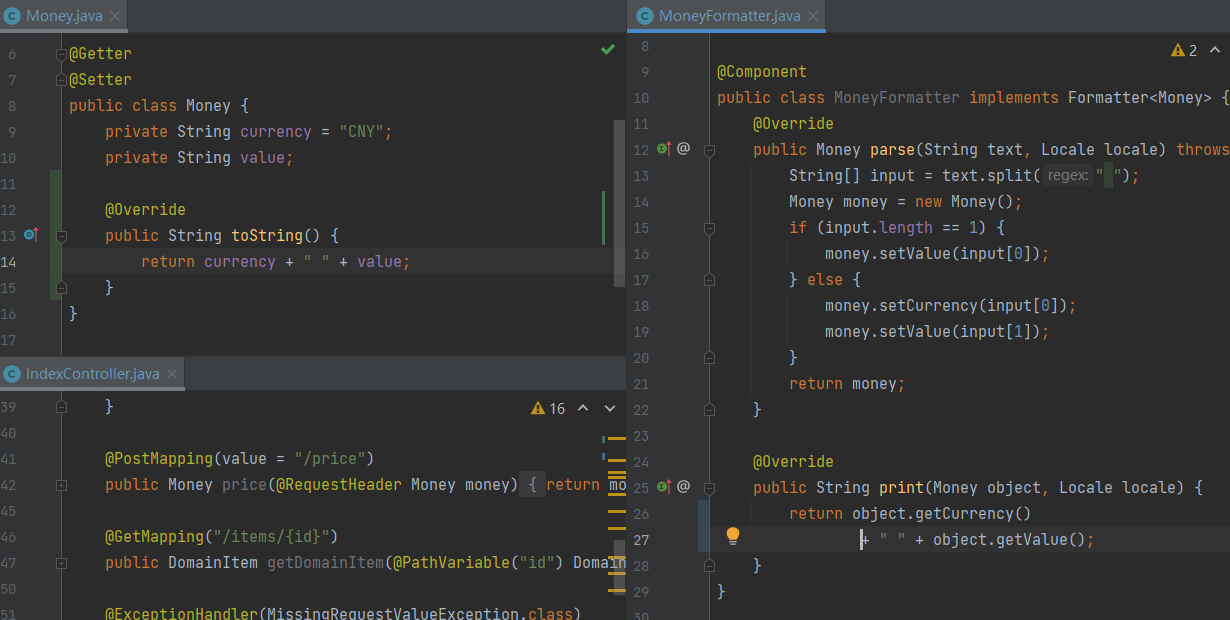 Money.java
6 @Getter
7 @Setter
8 public class Money {
9 private String currency = "CNY";
10 private String value;
11
12 @Override
13 public String toString() {
14 return currency + " " + value;
15 }
16 }
17
IndexController.java
16
39 }
40
41 @PostMapping(value = "/price")
42 public Money price(@RequestHeader Money money) { return mo
45
46 @GetMapping("/items/{id}")
47 public DomainItem getDomainItem(@PathVariable("id") Domain
50
51 @ExceptionHandler(MissingRequestValueException.class)
MoneyFormatter.java
2
8
9 @Component
10 public class MoneyFormatter implements Formatter<Money> {
11 @Override
12 public Money parse(String text, Locale locale) throws
13 String[] input = text.split( regex: " ");
14 Money money = new Money();
15 if (input.length == 1) {
16 money.setValue(input[0]);
17 } else {
18 money.setCurrency(input[0]);
19 money.setValue(input[1]);
20 }
21 return money;
22 }
23
24 @Override
25 public String print(Money object, Locale locale) {
26 return object.getCurrency()
27 + " " + object.getValue();
28 }
29 }
30